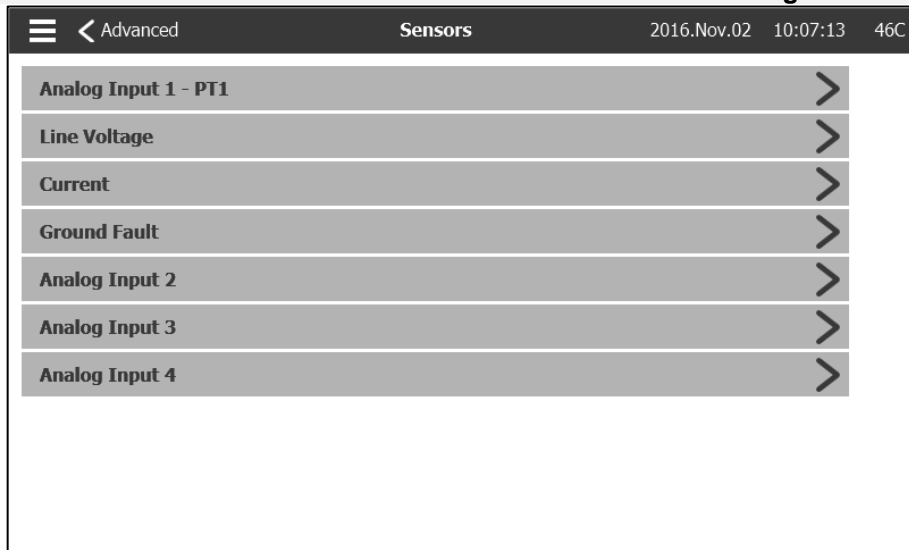 Advanced Sensors 2016.Nov.02 10:07:13 46C
Analog Input 1 - PT1
Line Voltage
Current
Ground Fault
Analog Input 2
Analog Input 3
Analog Input 4